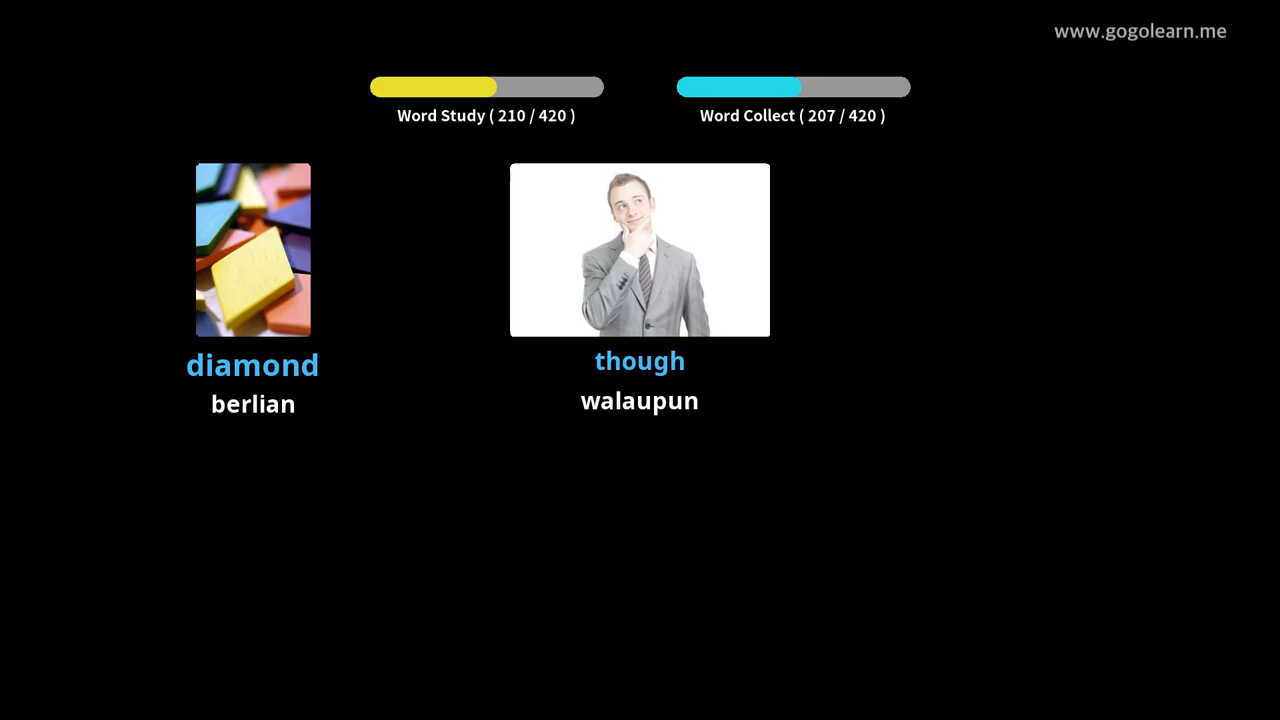 www.gogolearn.me
Word Study ( 210 / 420 )
Word Collect ( 207 / 420 )
diamond
berlian
though
walaupun